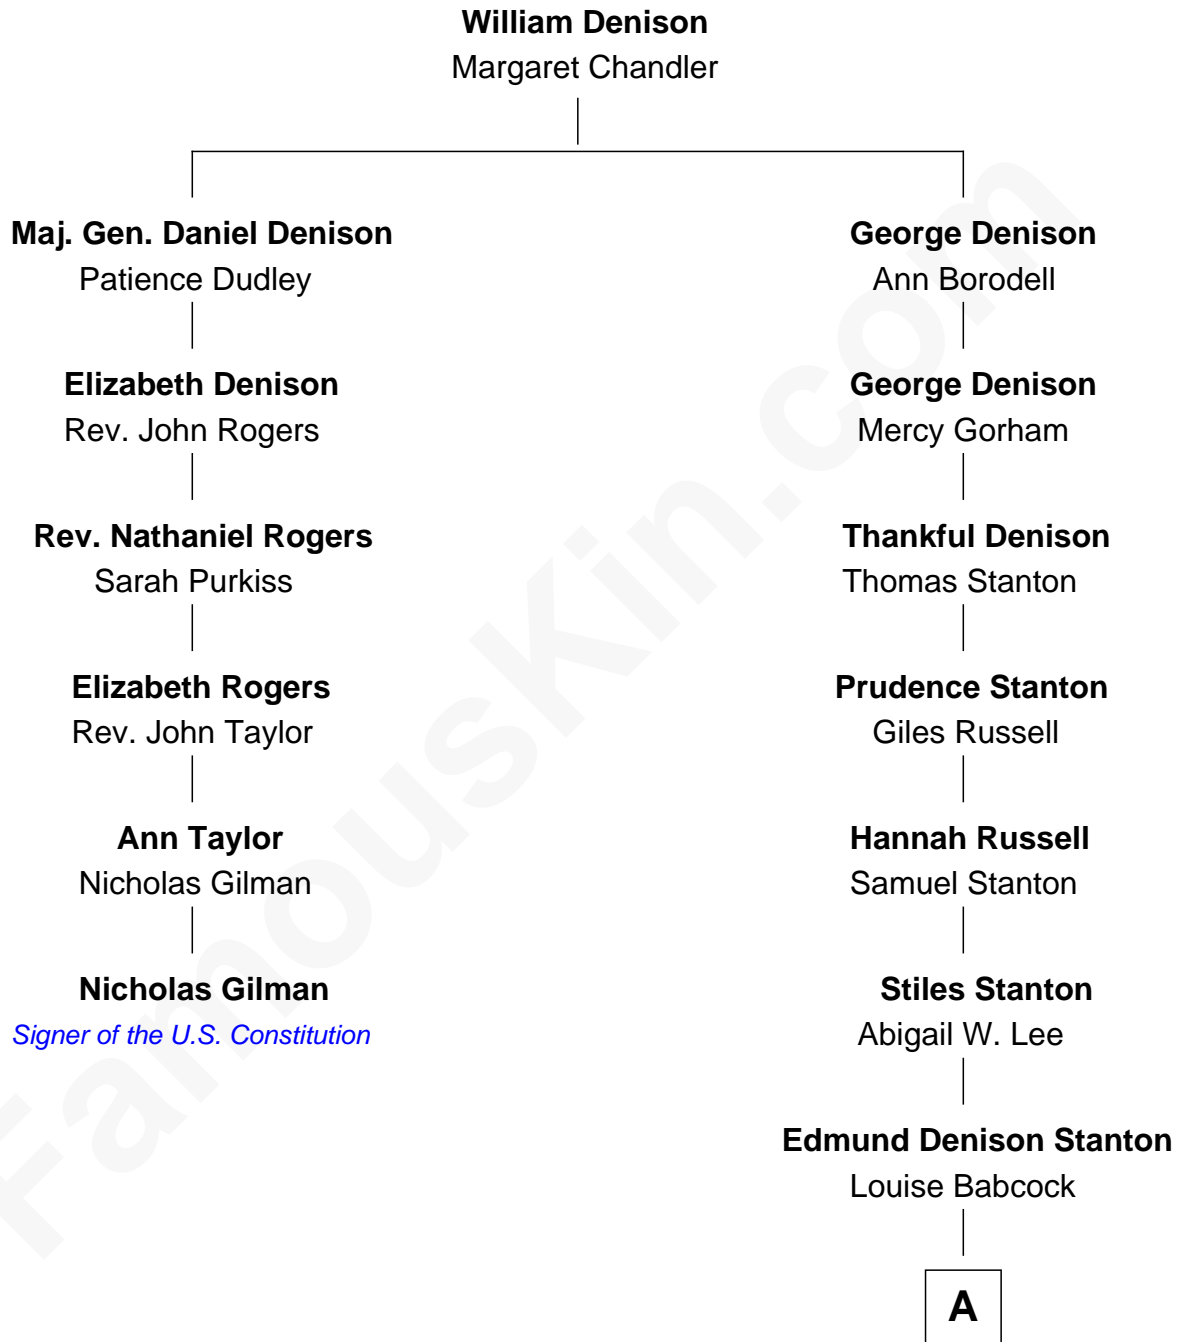 William Denison
Margaret Chandler
Maj. Gen. Daniel Denison
Patience Dudley
George Denison
Ann Borodell
Elizabeth Denison
Rev. John Rogers
George Denison
Mercy Gorham
Rev. Nathaniel Rogers
Sarah Purkiss
Thankful Denison
Thomas Stanton
Elizabeth Rogers
Rev. John Taylor
Prudence Stanton
Giles Russell
Ann Taylor
Nicholas Gilman
Hannah Russell
Samuel Stanton
Nicholas Gilman
Signer of the U.S. Constitution
Stiles Stanton
Abigail W. Lee
Edmund Denison Stanton
Louise Babcock
A
FamousKin.com